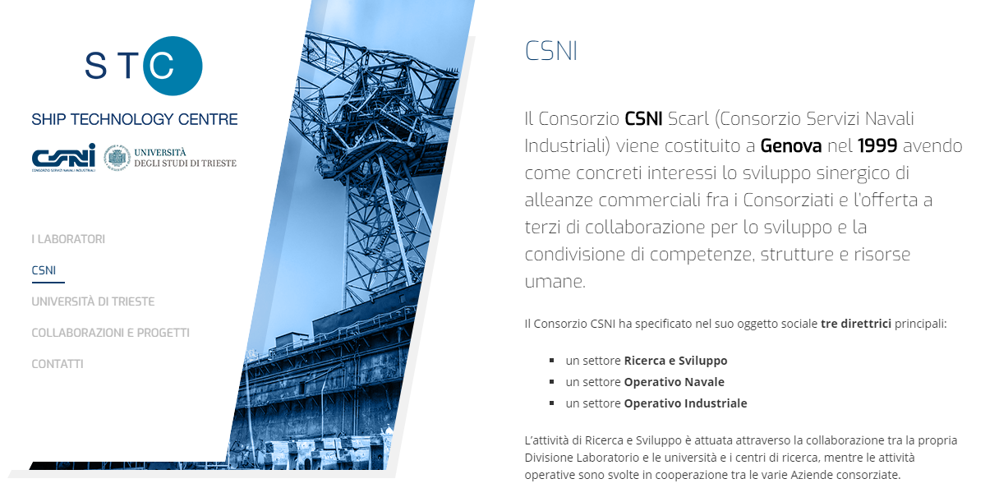 STC
SHIP TECHNOLOGY CENTRE
CSNI
CONSORZIO SERVIZI NAVALI INDUSTRIALI
UNIVERSITÀ
DEGLI STUDI DI TRIESTE
I LABORATORI
CSNI
UNIVERSITÀ DI TRIESTE
COLLABORAZIONI E PROGETTI
CONTATTI
CSNI
Il Consorzio CSNI Scarl (Consorzio Servizi Navali
Industriali) viene costituito a Genova nel 1999 avendo
come concreti interessi lo sviluppo sinergico di
alleanze commerciali fra i Consorziati e l'offerta a
terzi di collaborazione per lo sviluppo e la
condivisione di competenze, strutture e risorse
umane.
Il Consorzio CSNI ha specificato nel suo oggetto sociale tre direttrici principali:
un settore Ricerca e Sviluppo
un settore Operativo Navale
un settore Operativo Industriale
L'attività di Ricerca e Sviluppo è attuata attraverso la collaborazione tra la propria
Divisione Laboratorio e le università e i centri di ricerca, mentre le attività
operative sono svolte in cooperazione tra le varie Aziende consorziate.